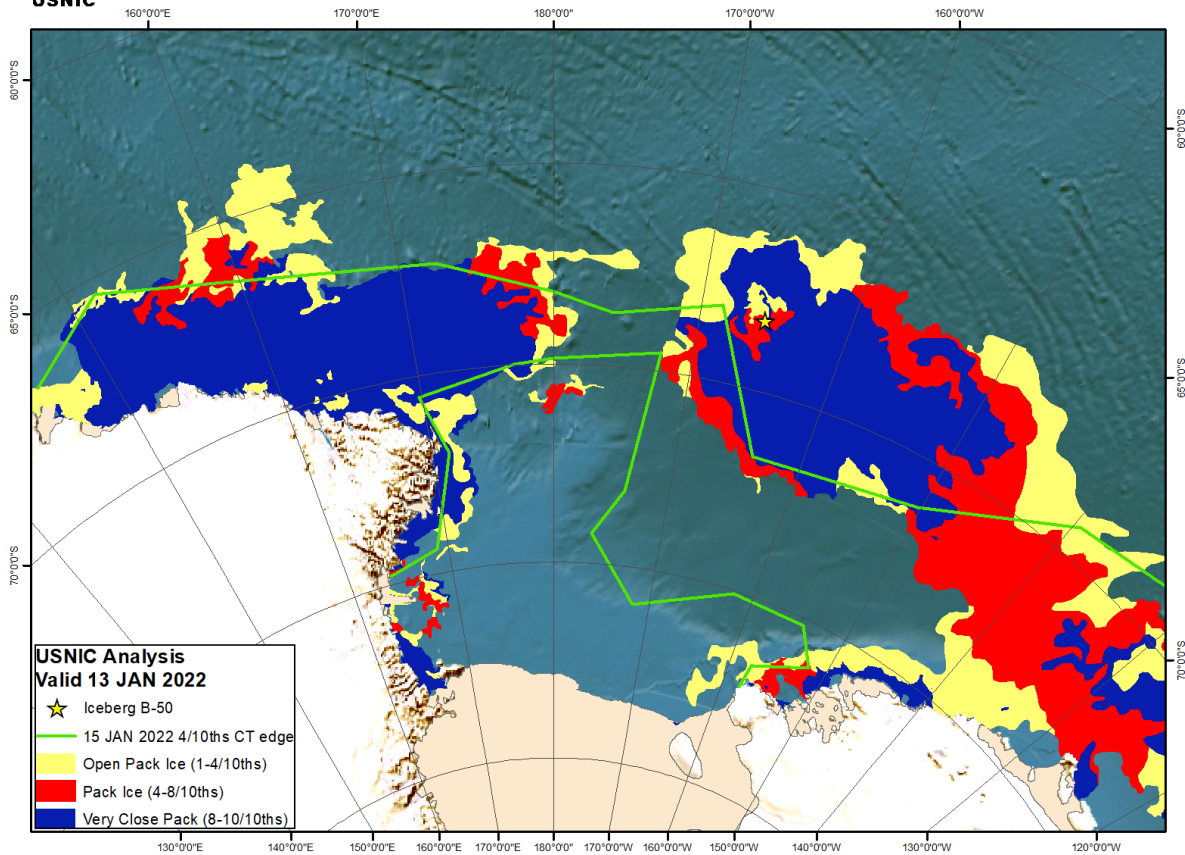 USNIC
160°0'0"E 170°0'0"E 180°0'0" 170°0'0"W 160°0'0"W
60°0'0"S
60°0'0"S
65°0'0"S
65°0'0"S
70°0'0"S
70°0'0"S
USNIC Analysis
Valid 13 JAN 2022
Iceberg B-50
15 JAN 2022 4/10ths CT edge
Open Pack Ice (1-4/10ths)
Pack Ice (4-8/10ths)
Very Close Pack (8-10/10ths)
130°0'0"E 140°0'0"E 150°0'0"E 160°0'0"E 170°0'0"E 180°0'0" 170°0'0"W 160°0'0"W 150°0'0"W 140°0'0"W 130°0'0"W 120°0'0"W